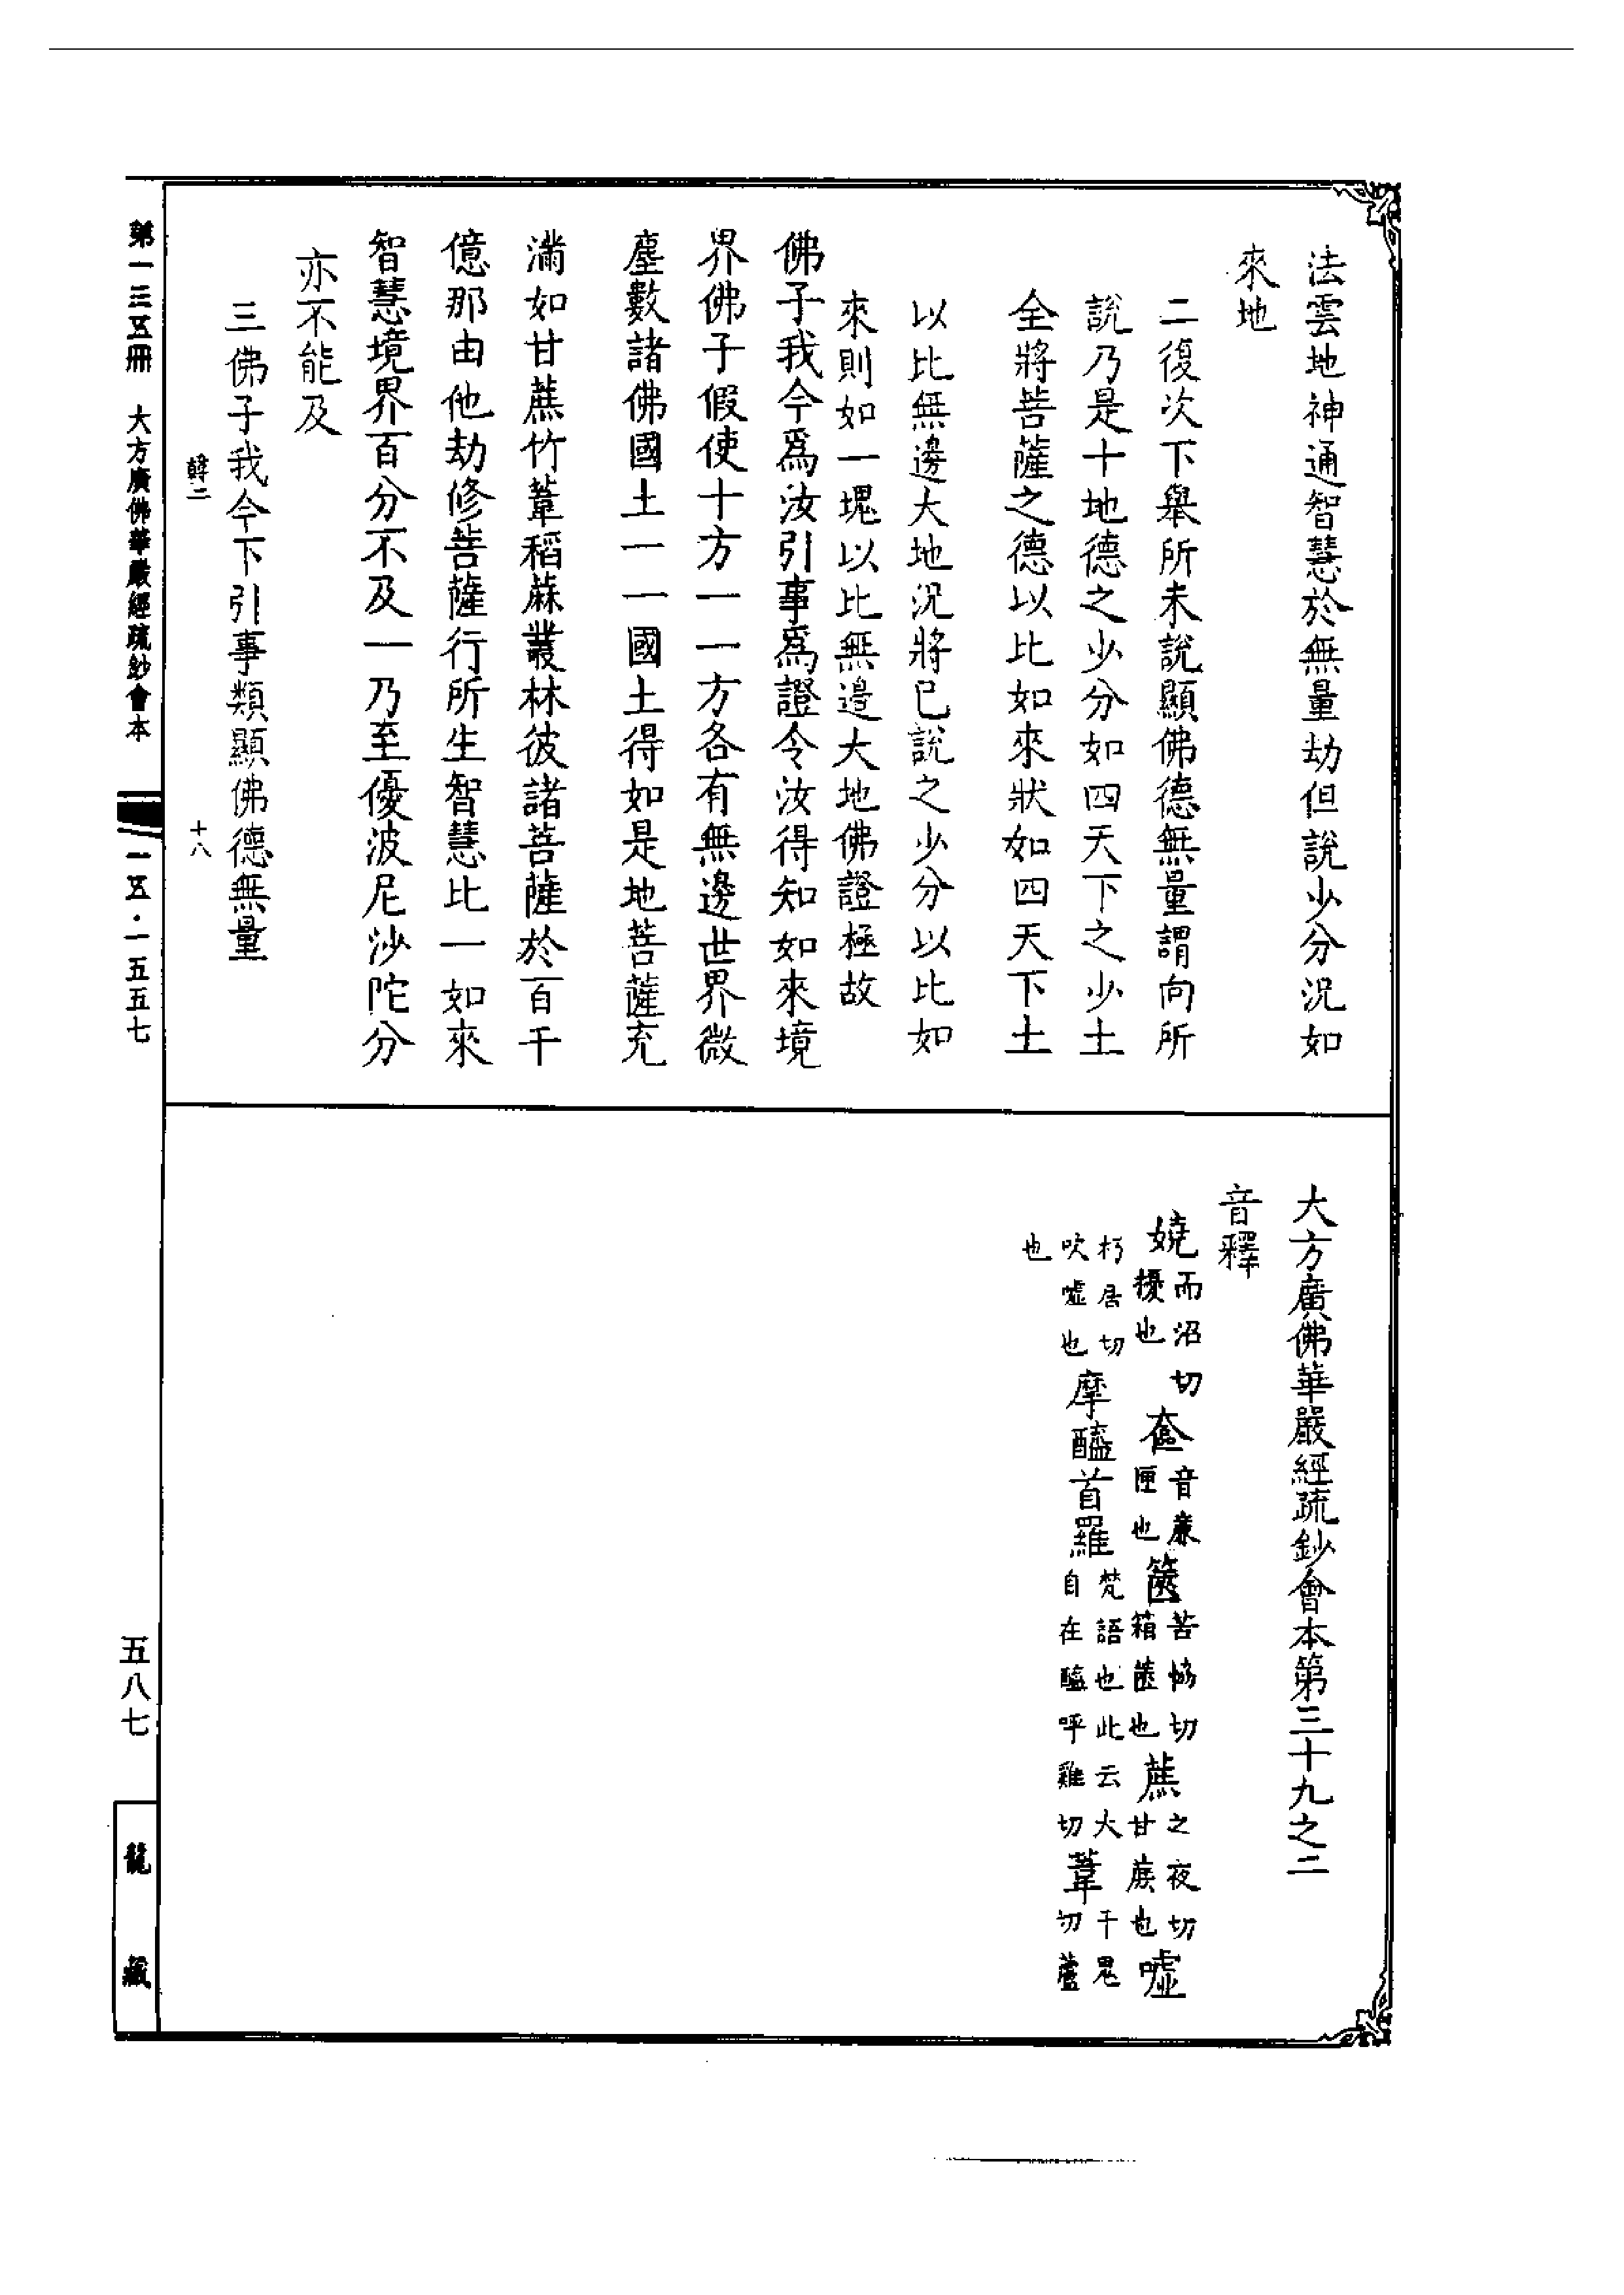 法雲地神通智慧於無量劫但說少分況如
來地
二復次下舉所未說顯佛德無量謂向所
說乃是十地德之少分如四天下之少土
全將菩薩之德以比如來狀如四天下土
以比無邊大地況將已說之少分以比如
來則如一塊以比無邊大地佛證極故
佛子我今爲汝引事爲證令汝得知如來境
界佛子假使十方一一方各有無邊世界微
塵數諸佛國土一一國土得如是地菩薩充
滿如甘蔗竹葦稻蔴叢林彼諸菩薩於百千
億那由他劫修菩薩行所生智慧比一如來
智慧境界百分不及一乃至優波尼沙陀分
亦不能及
三佛子我今下引事類顯佛德無量
韓二 十八
大方廣佛華嚴經疏鈔會本第三十九之二
音釋
嬈而沼切擾也 奩音廉匣也 篋苦協切箱篋也 蔗之夜切甘蔗也 噓
朽居切吹噓也 摩醯首羅梵語也此云大自在醯呼雞切 葦于鬼切蘆
也
第一三五冊 大方廣佛華嚴經疏鈔會本 一五·一五五七 五八七 龍藏